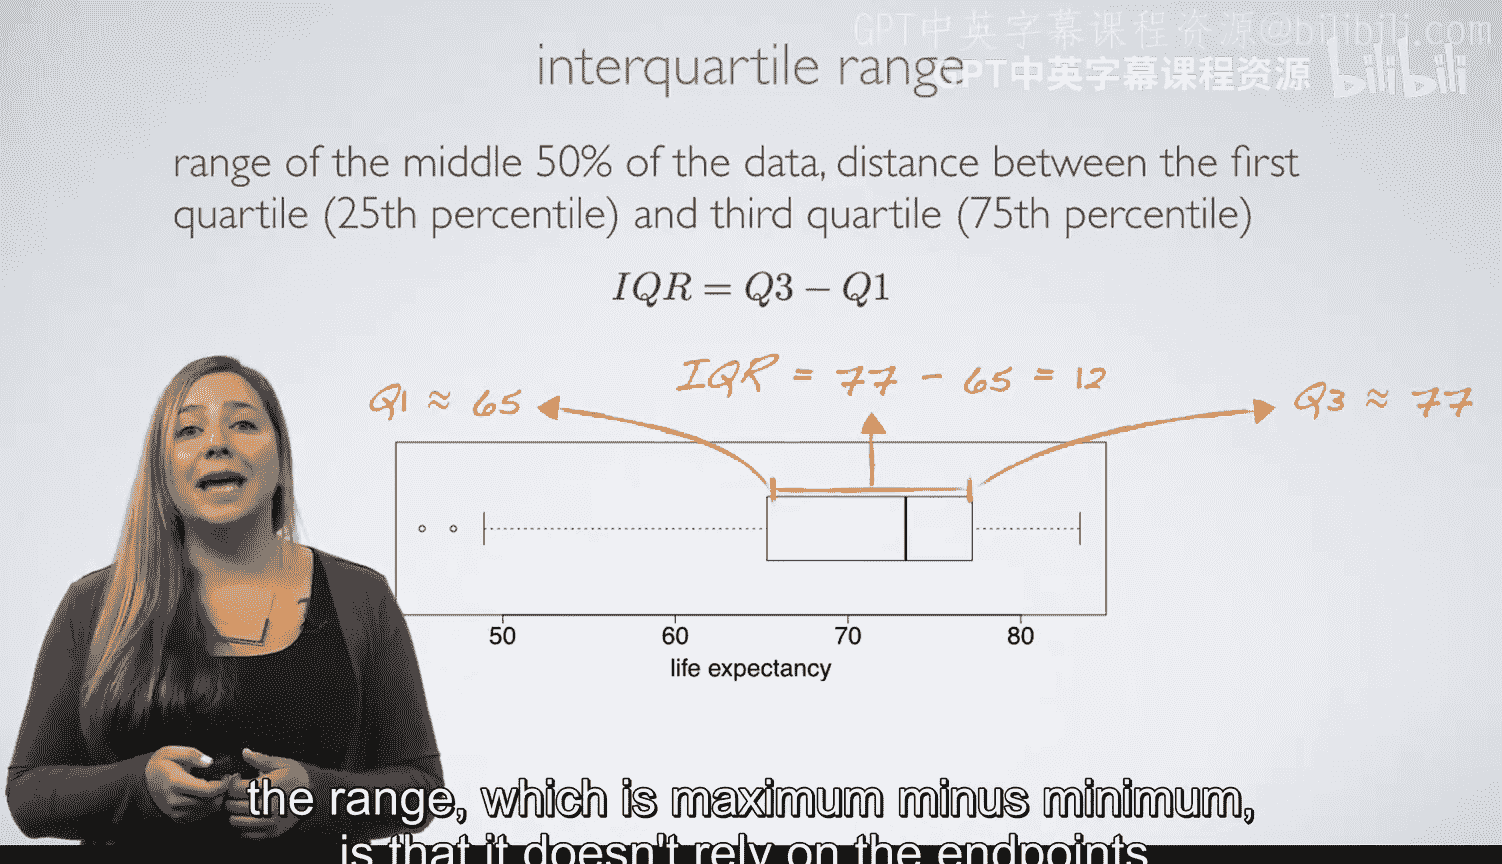 GPT中英字幕课程资源@bilibili.com
interquartile range
GPT中英字幕课程资源 bilibili
range of the middle 50% of the data, distance between the first
quartile (25th percentile) and third quartile (75th percentile)
IQR = Q3 − Q1
IQR = 77 - 65 = 12
Q1 ≈ 65
Q3 ≈ 77
50 60 70 80
life expectancy
the range, which is maximum minus minimum,
is that it doesn't rely on the endpoints